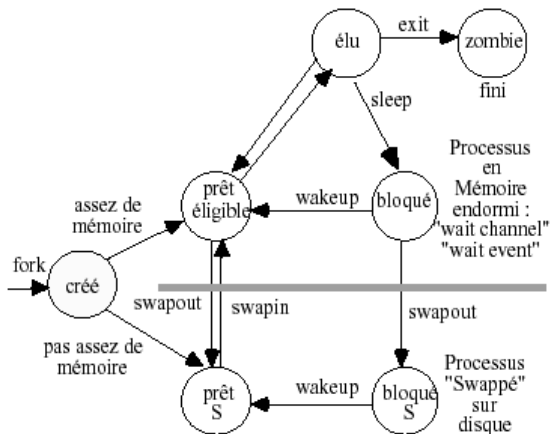 élu
exit
zombie
fini
sleep
prêt
éligible
wakeup
bloqué
Processus
en
Mémoire
endormi :
"wait channel"
"wait event"
assez de
mémoire
fork
créé
swapout
swapin
swapout
pas assez de
mémoire
prêt
S
wakeup
bloqué
S
Processus
"Swappé"
sur
disque